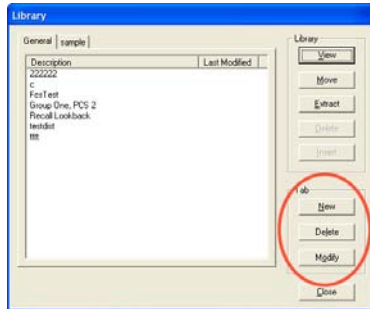 Library
General sample
Description Last Modified
222222
c
FcsTest
Group One, PCS 2
Recall Lookback
testdist
tttt
Library
View
Move
Extract
Delete
Insert
Tab
New
Delete
Modify
Close